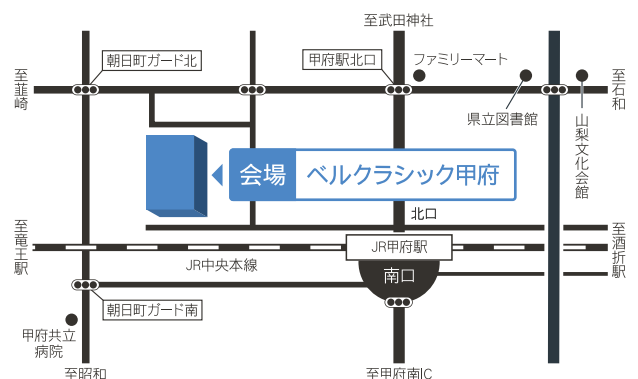 至武田神社
朝日町ガード北
甲府駅北口
ファミリーマート
至韮崎
至石和
県立図書館
山梨文化会館
会場 ベルクラシック甲府
北口
至竜王駅
至酒折駅
JR甲府駅
JR中央本線
南口
朝日町ガード南
甲府共立
病院
至昭和
至甲府南IC